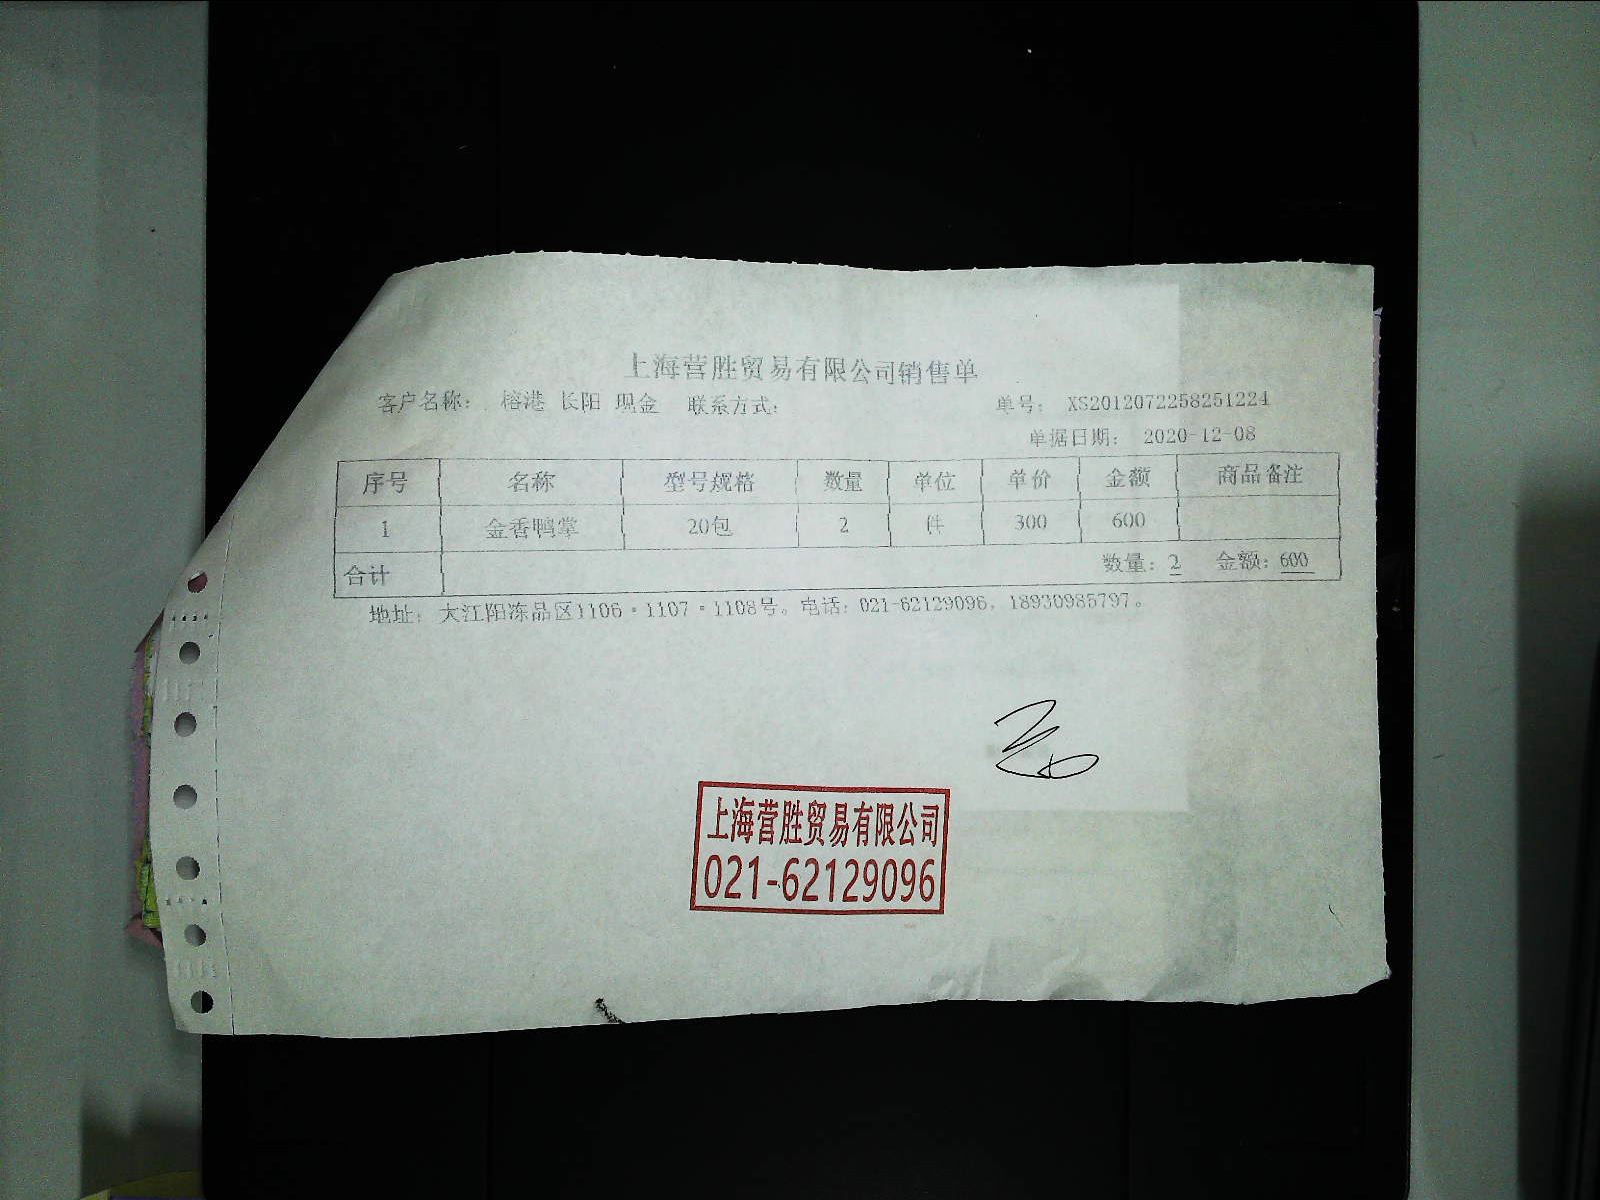 上海营胜贸易有限公司销售单
客户名称： 榕港 长阳 现金 联系方式： 单号： XS2012072258251224
单据日期： 2020-12-08
序号 名称 型号规格 数量 单位 单价 金额 商品备注
1 金香鸭掌 20包 2 件 300 600
合计 数量：2 金额：600
地址： 大江阳冻品区1106·1107·1108号。电话：021-62129096，18930985797。
上海营胜贸易有限公司
021-62129096